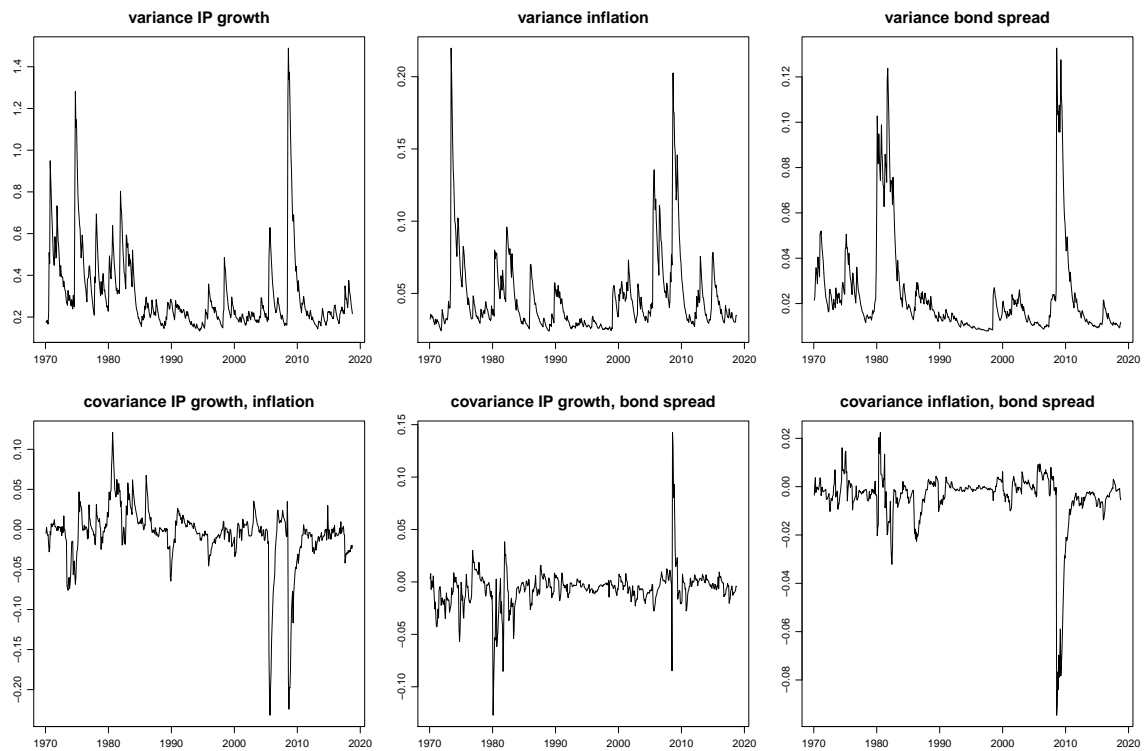 variance IP growth
variance inflation
variance bond spread
0.2 0.4 0.6 0.8 1.0 1.2 1.4
0.05 0.10 0.15 0.20
0.02 0.04 0.06 0.08 0.10 0.12
1970 1980 1990 2000 2010 2020
1970 1980 1990 2000 2010 2020
1970 1980 1990 2000 2010 2020
covariance IP growth, inflation
covariance IP growth, bond spread
covariance inflation, bond spread
−0.20 −0.15 −0.10 −0.05 0.00 0.05 0.10
−0.10 −0.05 0.00 0.05 0.10 0.15
−0.08 −0.06 −0.04 −0.02 0.00 0.02
1970 1980 1990 2000 2010 2020
1970 1980 1990 2000 2010 2020
1970 1980 1990 2000 2010 2020